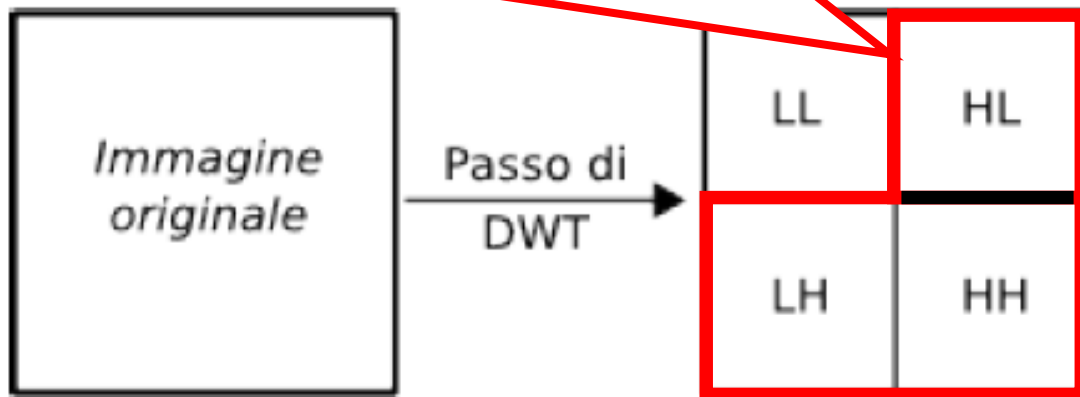 Immagine
originale
Passo di
DWT
LL
HL
LH
HH